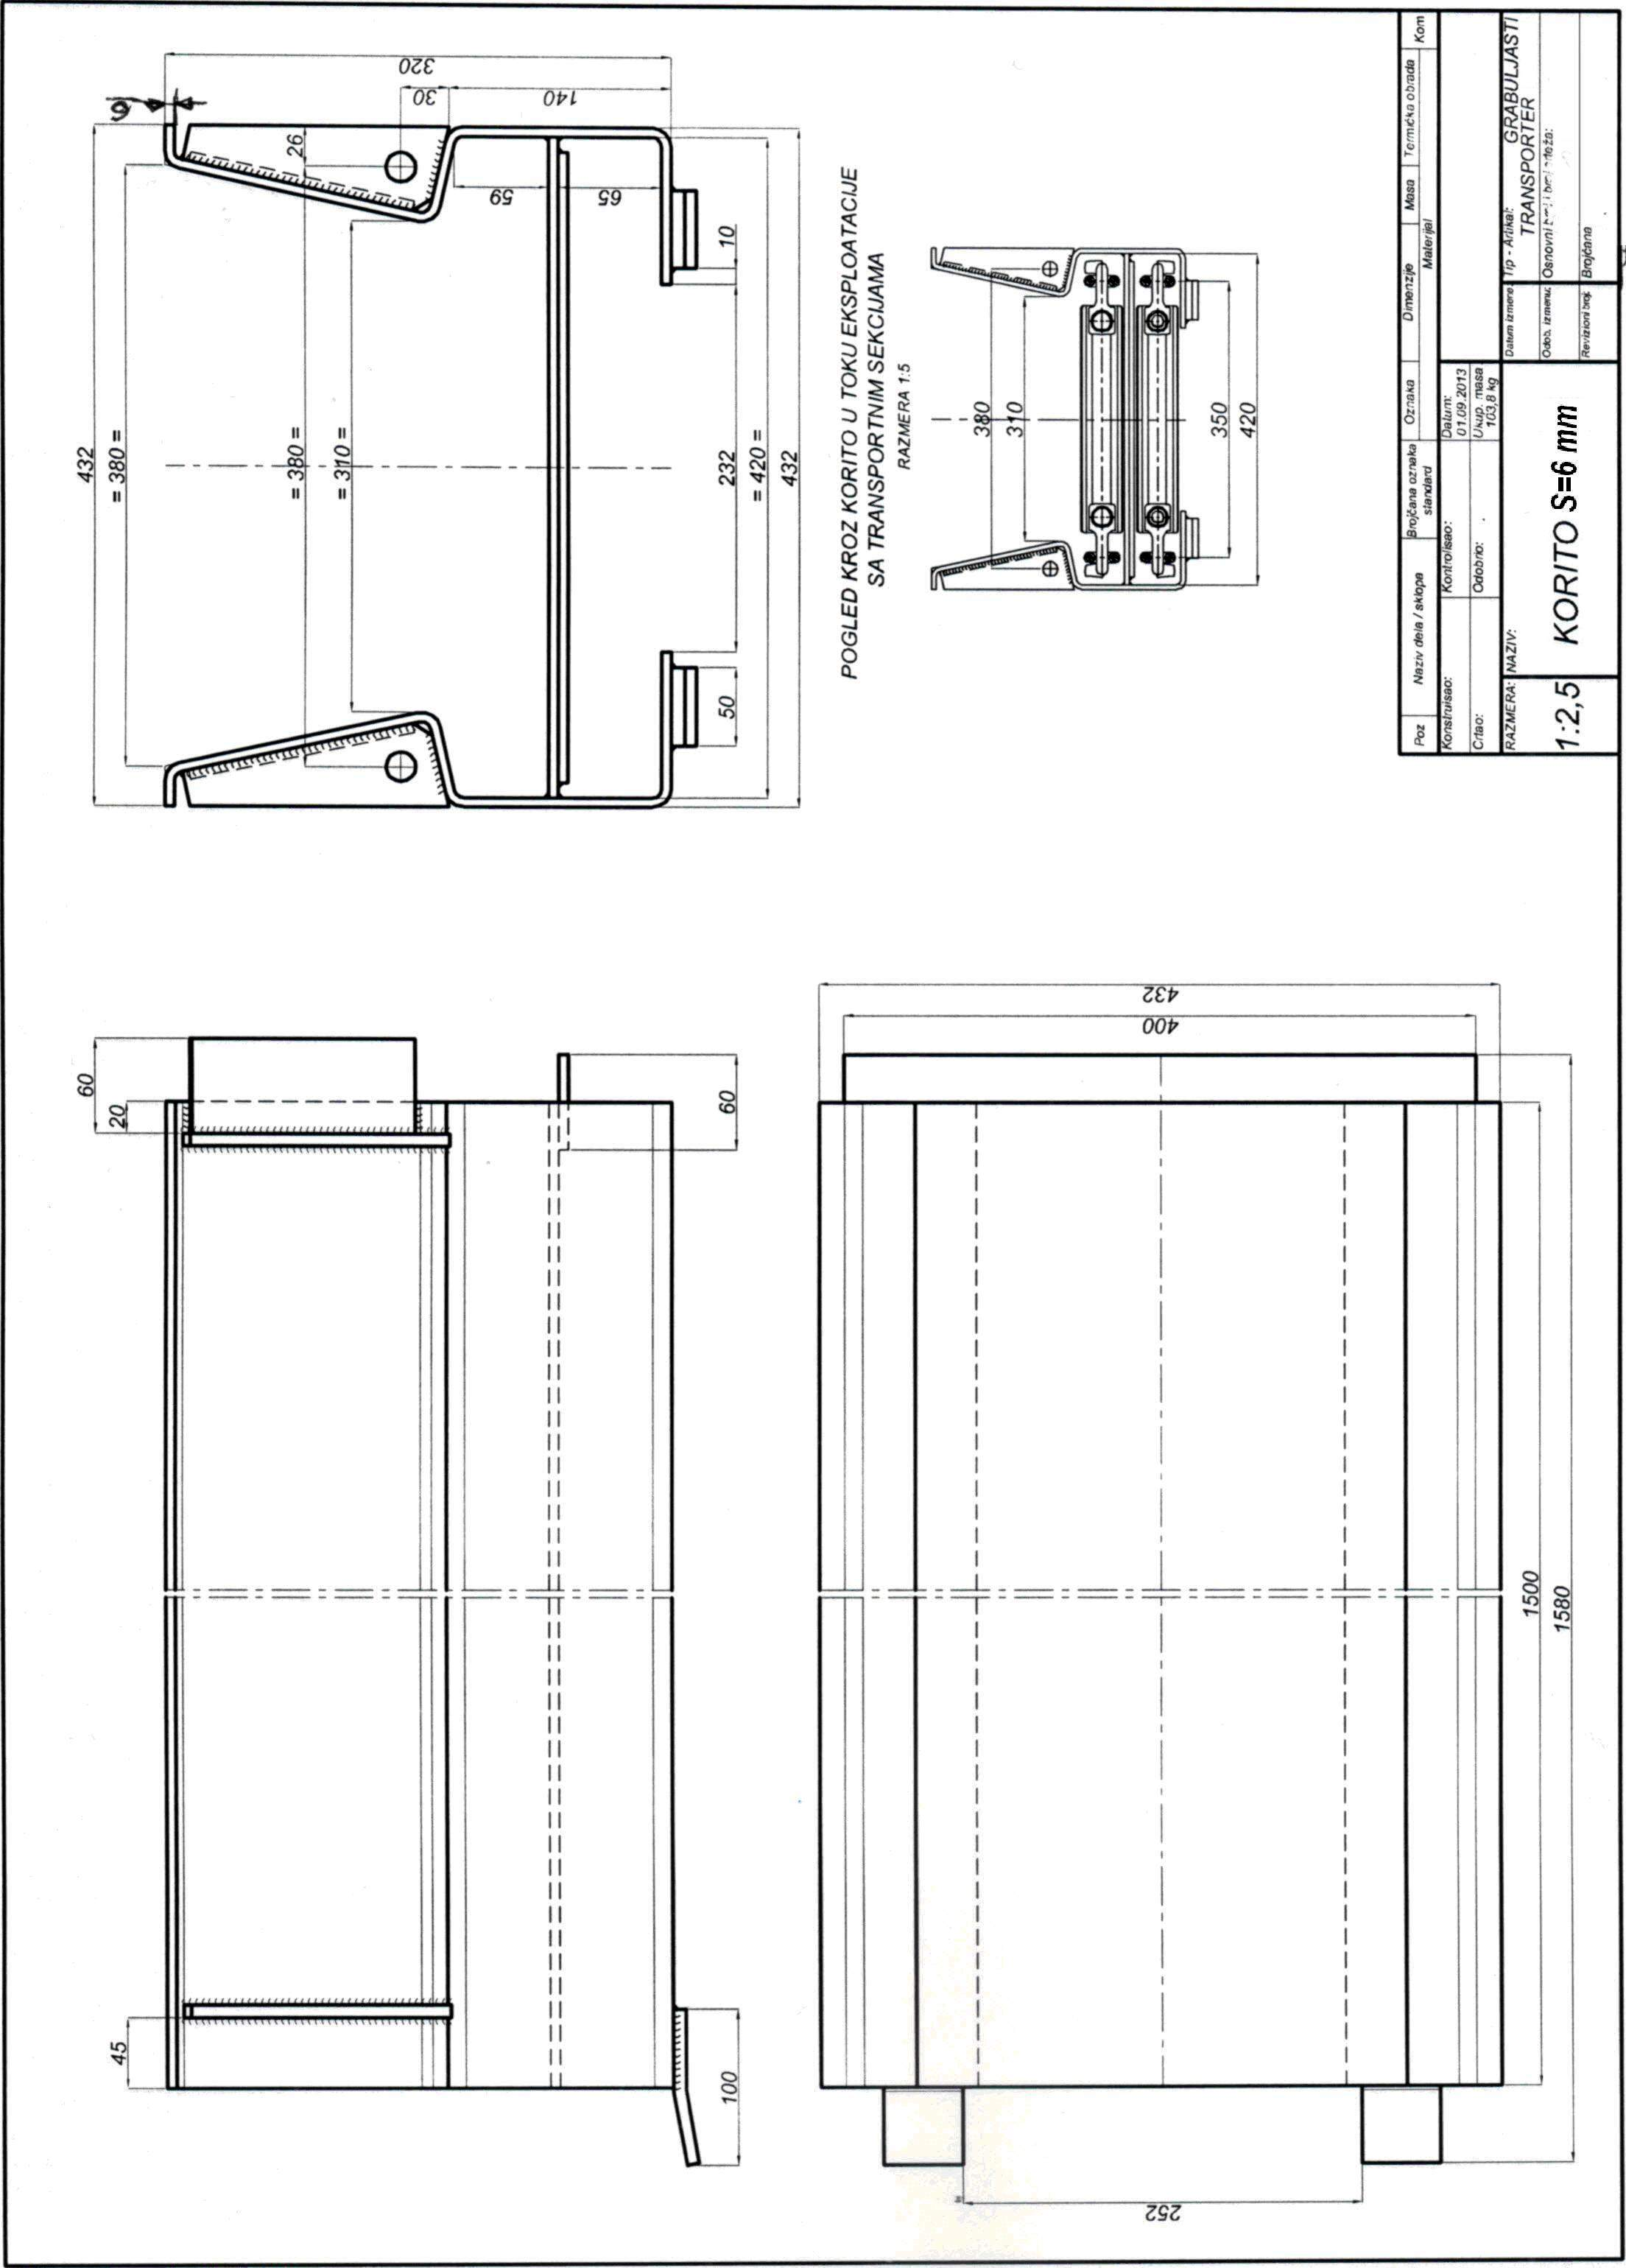 432
= 380 =
6
26
320
30
140
= 380 =
= 310 =
59
65
50
232
10
= 420 =
432
POGLED KROZ KORITO U TOKU EKSPLOATACIJE
SA TRANSPORTNIM SEKCIJAMA
RAZMERA 1:5
380
310
350
420
45
20
60
60
100
432
400
252
1500
1580
Poz
Naziv dela / sklopa
Brojčana oznaka
standard
Oznaka
Dimenzije
Masa
Termička obrada
Kom
Materijal
Konstruisao:
Kontrolisao:
Datum:
01.09.2013
Crtao:
Odobrio:
Ukup. masa
103,8 kg
RAZMERA:
1:2,5
NAZIV:
KORITO S=6 mm
Datum izmene:
Odob. izmenu:
Revizioni broj:
Tip - Artikal:
GRABULJASTI
TRANSPORTER
Osnovni
Brojčana